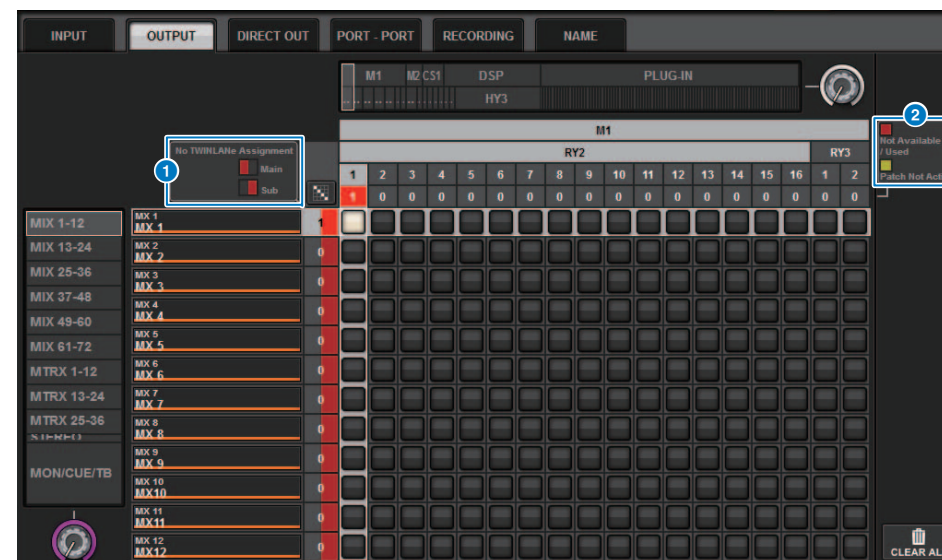 INPUT OUTPUT DIRECT OUT PORT - PORT RECORDING NAME
M1 M2 CS1 DSP PLUG-IN
HY3
2
M1
Not Available
/ Used
Patch Not Acti
No TWINLANe Assignment
1
Main
Sub
RY2 RY3
1 2 3 4 5 6 7 8 9 10 11 12 13 14 15 16 1 2
1 0 0 0 0 0 0 0 0 0 0 0 0 0 0 0 0 0
MIX 1-12
MIX 13-24
MIX 25-36
MIX 37-48
MIX 49-60
MIX 61-72
MTRX 1-12
MTRX 13-24
MTRX 25-36
STEREO
MON/CUE/TB
MX 1
MX 1 1
MX 2
MX 2 0
MX 3
MX 3 0
MX 4
MX 4 0
MX 5
MX 5 0
MX 6
MX 6 0
MX 7
MX 7 0
MX 8
MX 8 0
MX 9
MX 9 0
MX 10
MX10 0
MX 11
MX11 0
MX 12
MX12 0
CLEAR AL